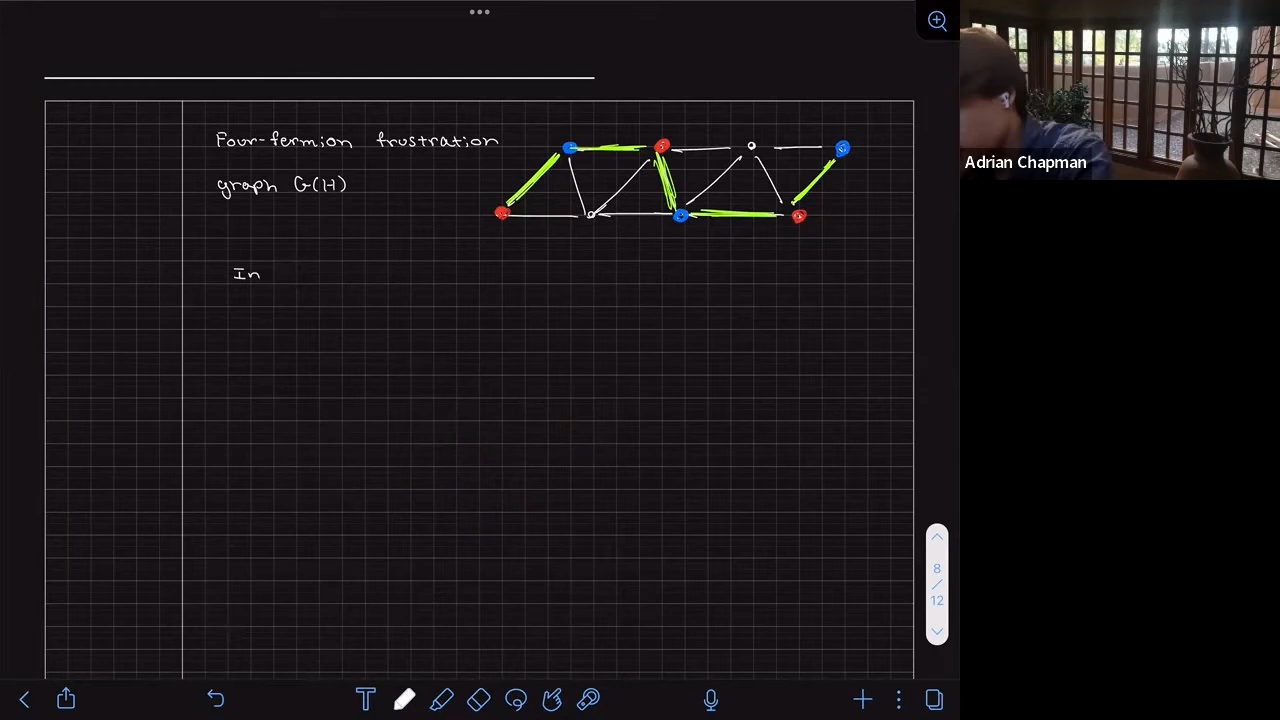 Four-fermion frustration
graph G(H)
In
Adrian Chapman
8
/
12
T